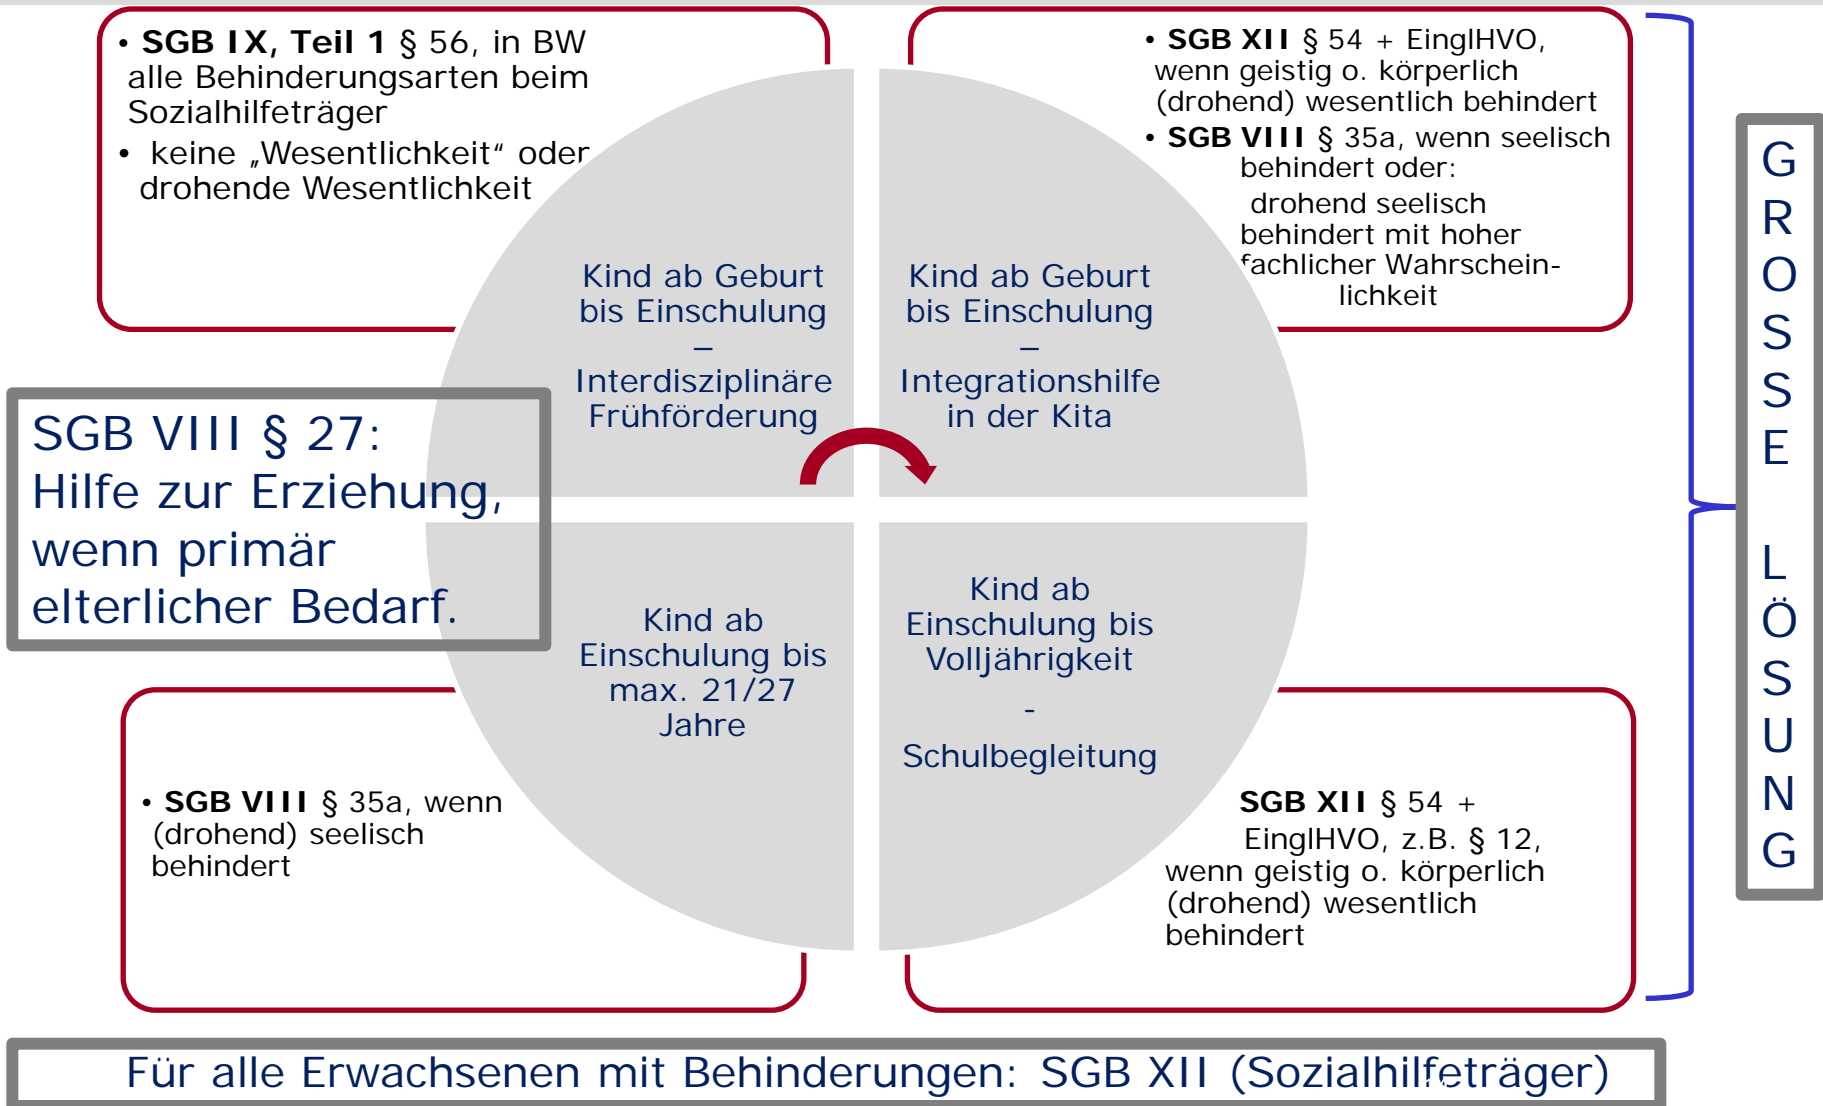 • SGB IX, Teil 1 § 56, in BW
alle Behinderungsarten beim
Sozialhilfeträger
• keine „Wesentlichkeit“ oder
drohende Wesentlichkeit
• SGB XII § 54 + EinglHVO,
wenn geistig o. körperlich
(drohend) wesentlich behindert
• SGB VIII § 35a, wenn seelisch
behindert oder:
drohend seelisch
behindert mit hoher
fachlicher Wahrschein-
lichkeit
Kind ab Geburt
bis Einschulung
–
Interdisziplinäre
Frühförderung
Kind ab Geburt
bis Einschulung
–
Integrationshilfe
in der Kita
SGB VIII § 27:
Hilfe zur Erziehung,
wenn primär
elterlicher Bedarf.
Kind ab
Einschulung bis
max. 21/27
Jahre
Kind ab
Einschulung bis
Volljährigkeit
-
Schulbegleitung
• SGB VIII § 35a, wenn
(drohend) seelisch
behindert
SGB XII § 54 +
EinglHVO, z.B. § 12,
wenn geistig o. körperlich
(drohend) wesentlich
behindert
G
R
O
S
S
E
L
Ö
S
U
N
G
Für alle Erwachsenen mit Behinderungen: SGB XII (Sozialhilfeträger)